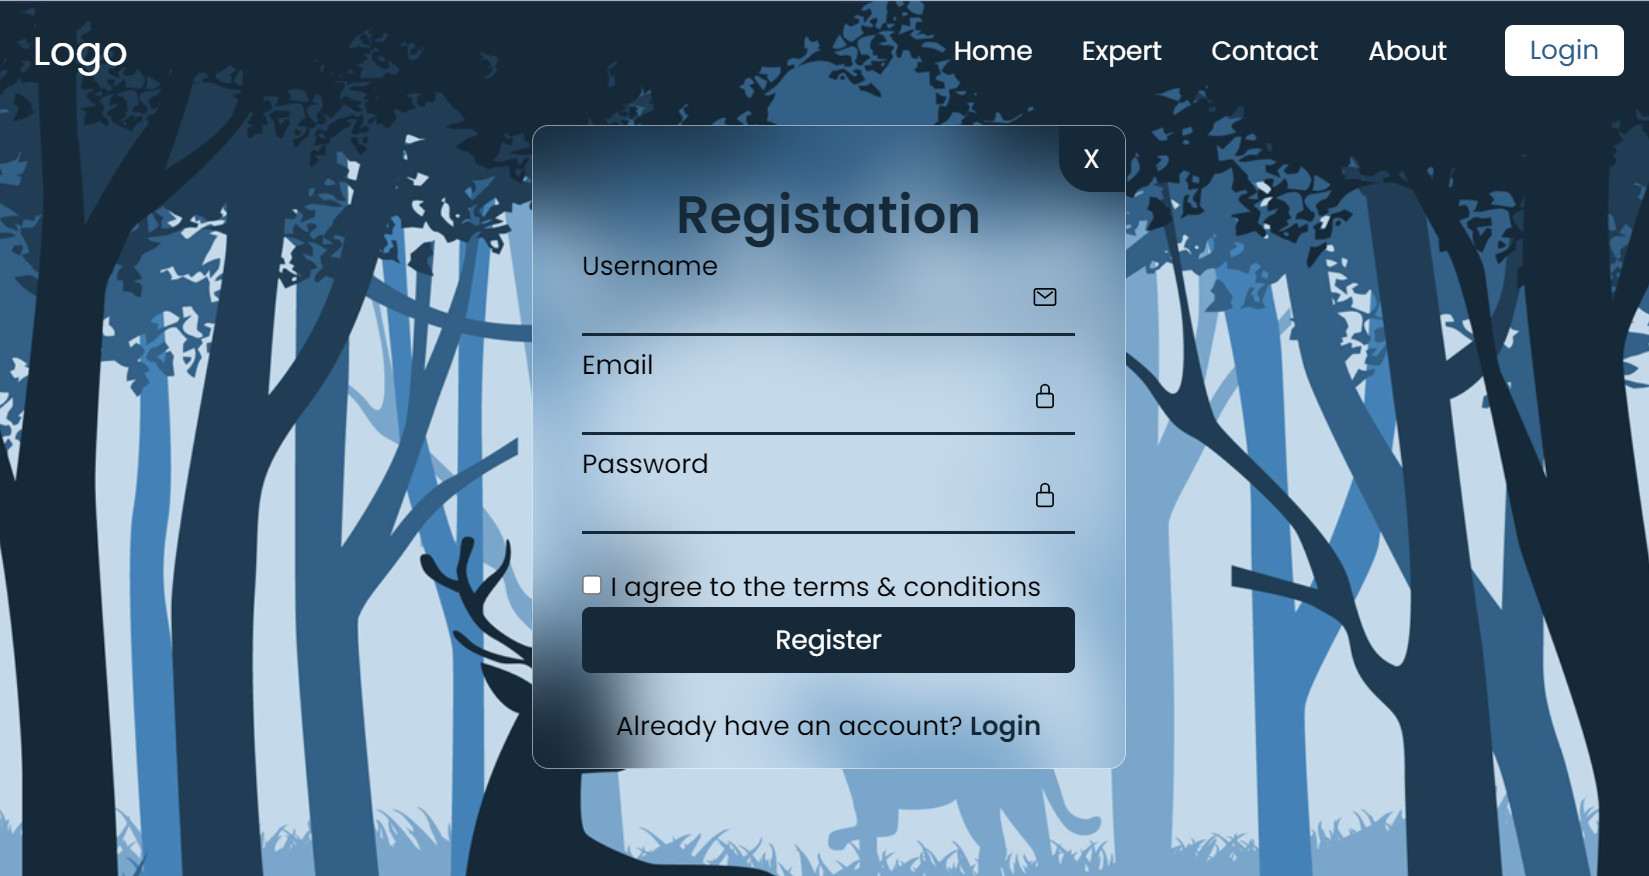 Logo Home Expert Contact About Login
X
Registation
Username
Email
Password
I agree to the terms & conditions
Register
Already have an account? Login